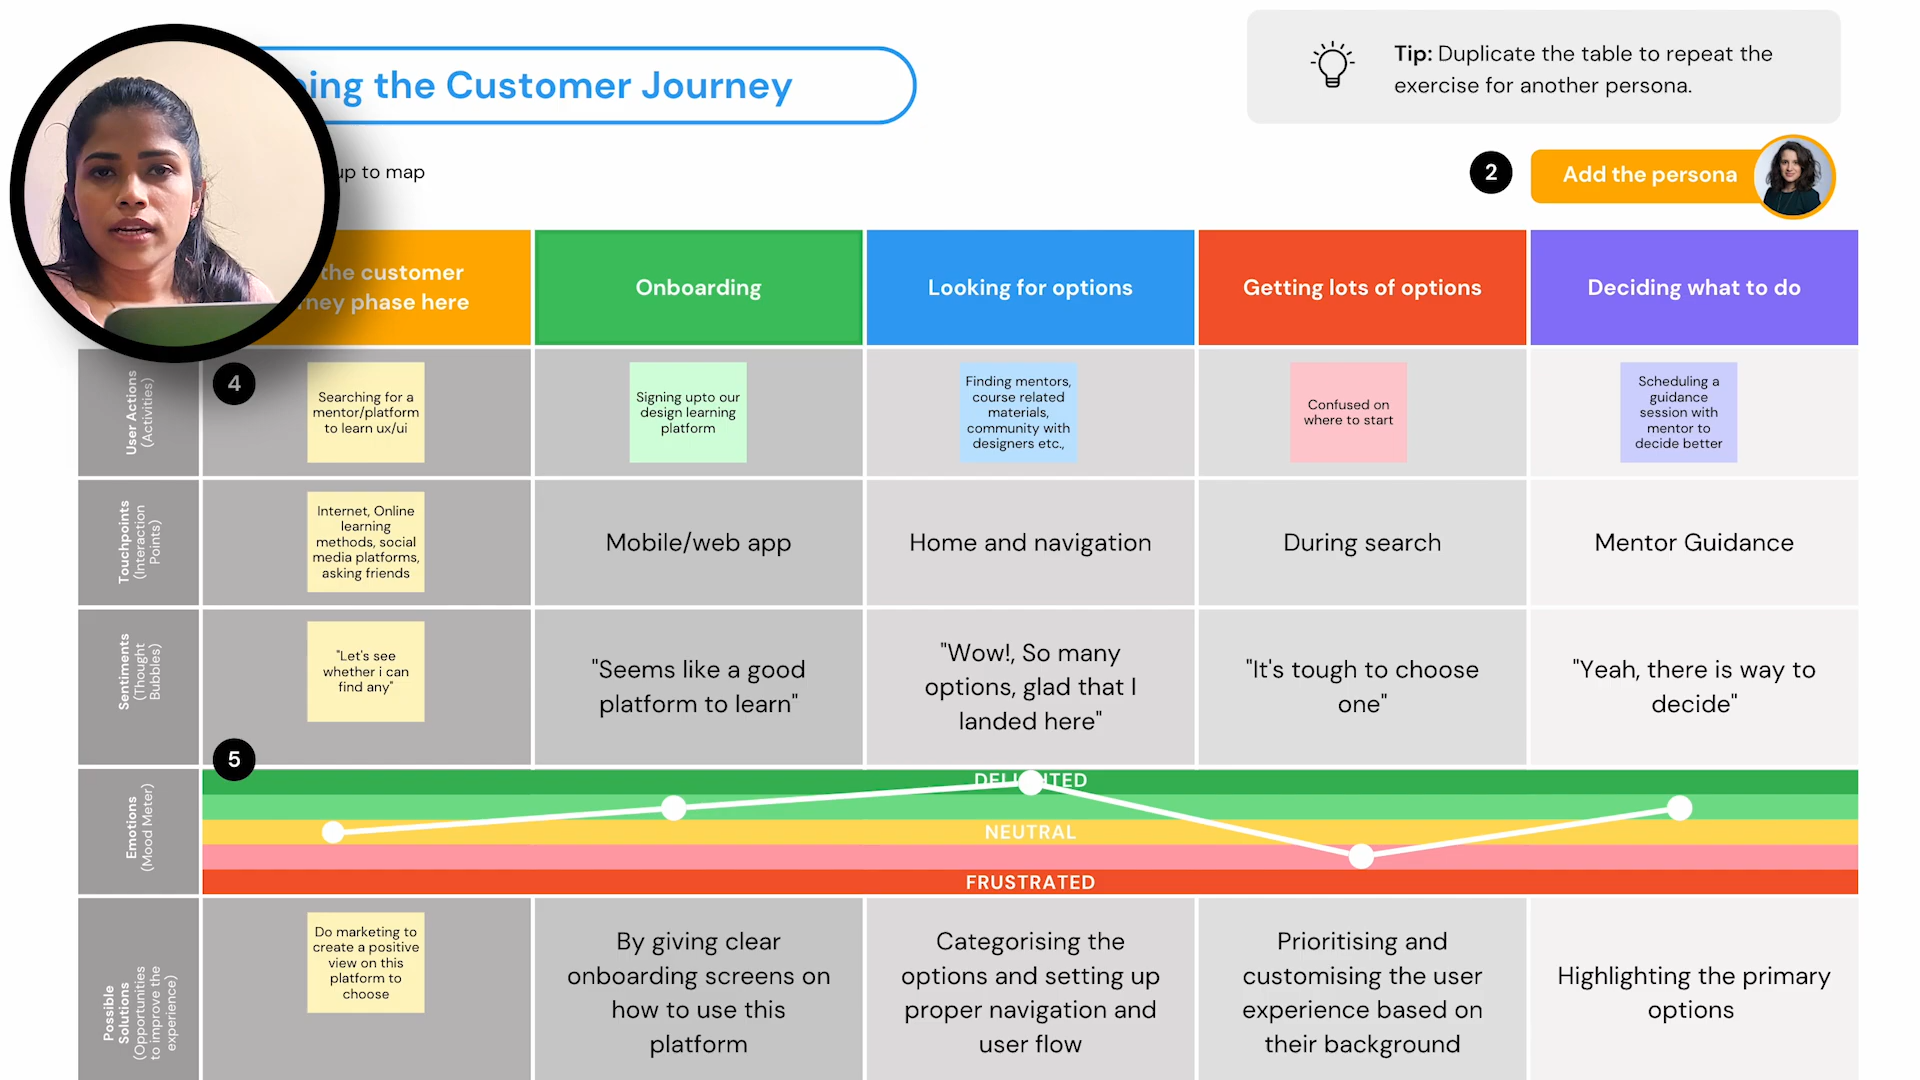 the Customer Journey
Tip: Duplicate the table to repeat the
exercise for another persona.
up to map
2
Add the persona
the customer
phase here
Onboarding
Looking for options
Getting lots of options
Deciding what to do
User Actions
(Activities)
4
Searching for a
mentor/platform
to learn ux/ui
Signing upto our
design learning
platform
Finding mentors,
course related
materials,
community with
designers etc.,
Confused on
where to start
Scheduling a
guidance
session with
mentor to
decide better
Touchpoints
(Interaction
Points)
Internet, Online
learning
methods, social
media platforms,
asking friends
Mobile/web app
Home and navigation
During search
Mentor Guidance
Sentiments
(Thought
Bubbles)
"Let's see
whether i can
find any"
"Seems like a good
platform to learn"
"Wow!, So many
options, glad that I
landed here"
"It's tough to choose
one"
"Yeah, there is way to
decide"
5
Emotions
(Mood Meter)
NEUTRAL
FRUSTRATED
Possible
Solutions
(Opportunities
to improve the
experience)
Do marketing to
create a positive
view on this
platform to
choose
By giving clear
onboarding screens on
how to use this
platform
Categorising the
options and setting up
proper navigation and
user flow
Prioritising and
customising the user
experience based on
their background
Highlighting the primary
options